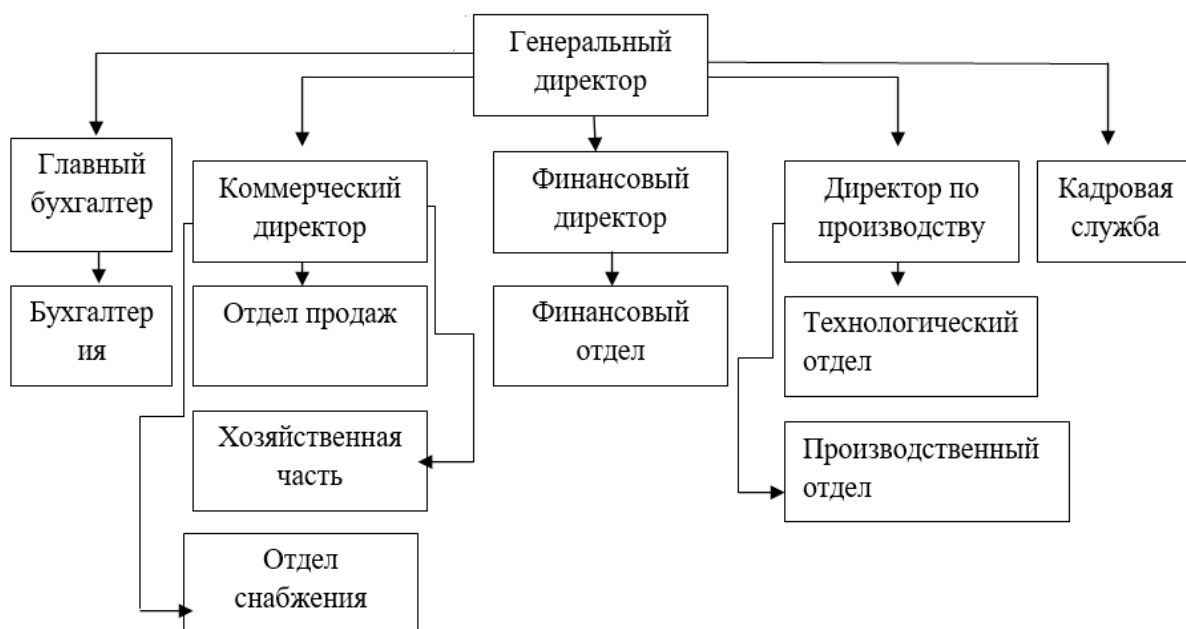 Генеральный
директор
Главный
бухгалтер
Коммерческий
директор
Финансовый
директор
Директор по
производству
Кадровая
служба
Бухгалтер
ия
Отдел продаж
Финансовый
отдел
Технологический
отдел
Хозяйственная
часть
Производственный
отдел
Отдел
снабжения